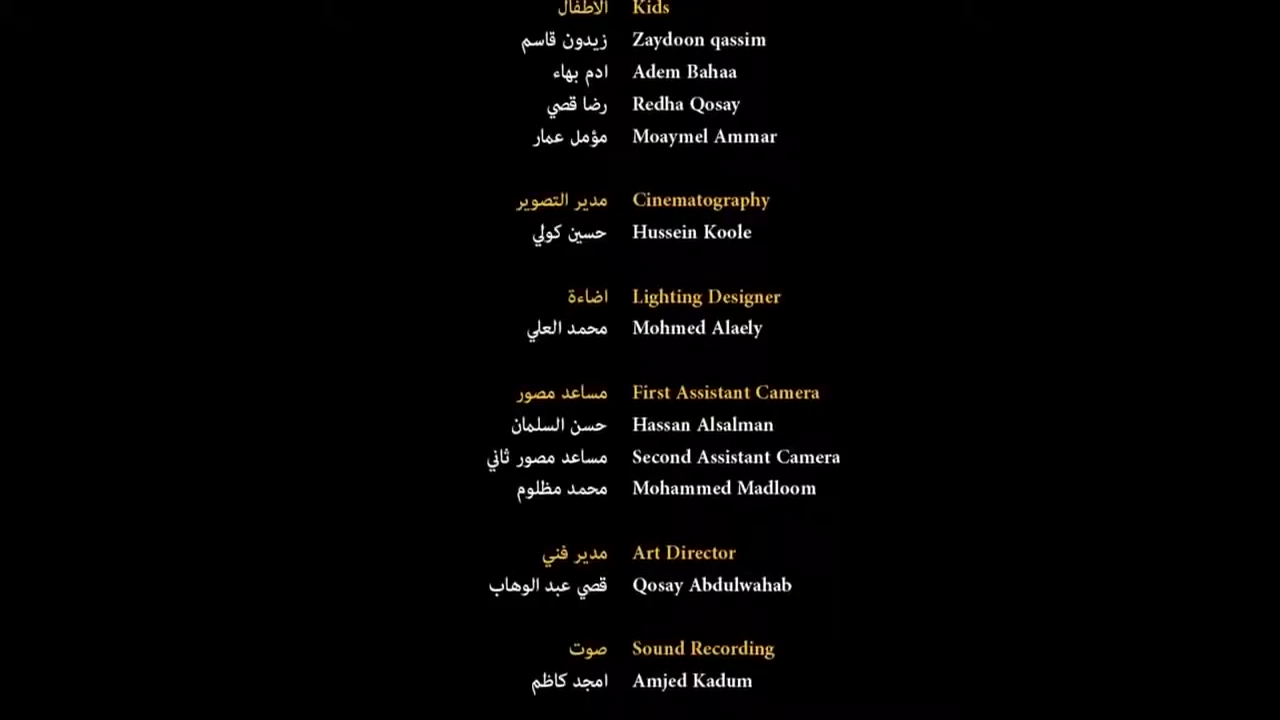 الاطفال Kids
زيدون قاسم Zaydoon qassim
ادم بهاء Adem Bahaa
رضا قصي Redha Qosay
مؤمل عمار Moaymel Ammar
مدير التصوير Cinematography
حسين كولي Hussein Koole
اضاءة Lighting Designer
محمد العلي Mohmed Alaely
مساعد مصور First Assistant Camera
حسن السلمان Hassan Alsalman
مساعد مصور ثاني Second Assistant Camera
محمد مظلوم Mohammed Madloom
مدير فني Art Director
قصي عبد الوهاب Qosay Abdulwahab
صوت Sound Recording
امجد كاظم Amjed Kadum